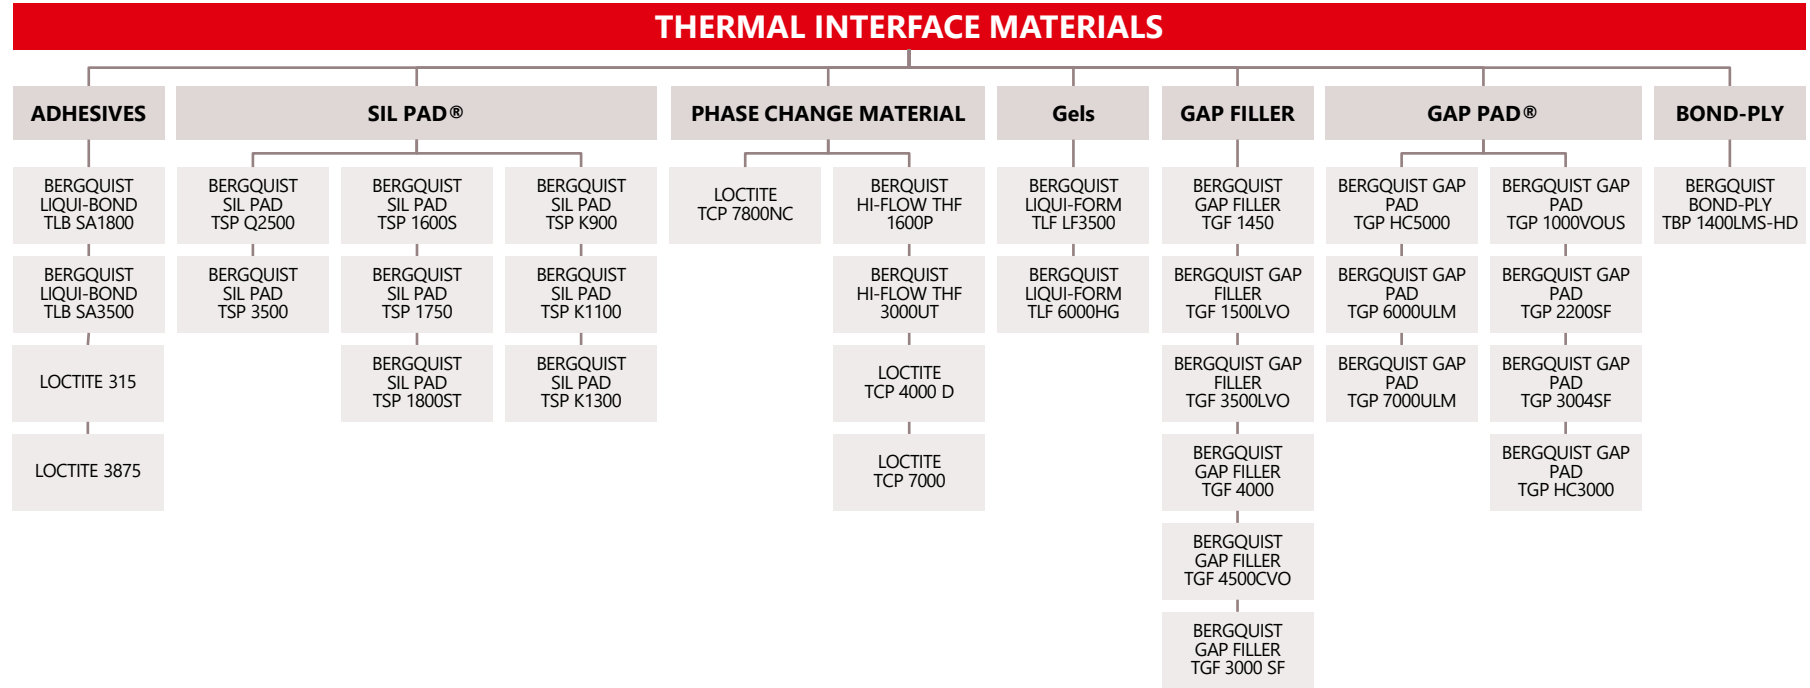 THERMAL INTERFACE MATERIALS
ADHESIVES
BERGQUIST
LIQUI-BOND
TLB SA1800
BERGQUIST
LIQUI-BOND
TLB SA3500
LOCTITE 315
LOCTITE 3875
SIL PAD®
BERGQUIST
SIL PAD
TSP Q2500
BERGQUIST
SIL PAD
TSP 3500
BERGQUIST
SIL PAD
TSP 1600S
BERGQUIST
SIL PAD
TSP 1750
BERGQUIST
SIL PAD
TSP 1800ST
BERGQUIST
SIL PAD
TSP K900
BERGQUIST
SIL PAD
TSP K1100
BERGQUIST
SIL PAD
TSP K1300
PHASE CHANGE MATERIAL
LOCTITE
TCP 7800NC
BERQUIST
HI-FLOW THF
1600P
BERQUIST
HI-FLOW THF
3000UT
LOCTITE
TCP 4000 D
LOCTITE
TCP 7000
Gels
BERGQUIST
LIQUI-FORM
TLF LF3500
BERGQUIST
LIQUI-FORM
TLF 6000HG
GAP FILLER
BERGQUIST
GAP FILLER
TGF 1450
BERGQUIST GAP
FILLER
TGF 1500LVO
BERGQUIST GAP
FILLER
TGF 3500LVO
BERGQUIST
GAP FILLER
TGF 4000
BERGQUIST
GAP FILLER
TGF 4500CVO
BERGQUIST
GAP FILLER
TGF 3000 SF
GAP PAD®
BERGQUIST GAP
PAD
TGP HC5000
BERGQUIST GAP
PAD
TGP 6000ULM
BERGQUIST GAP
PAD
TGP 7000ULM
BERGQUIST GAP
PAD
TGP 1000VOUS
BERGQUIST GAP
PAD
TGP 2200SF
BERGQUIST GAP
PAD
TGP 3004SF
BERGQUIST GAP
PAD
TGP HC3000
BOND-PLY
BERGQUIST
BOND-PLY
TBP 1400LMS-HD